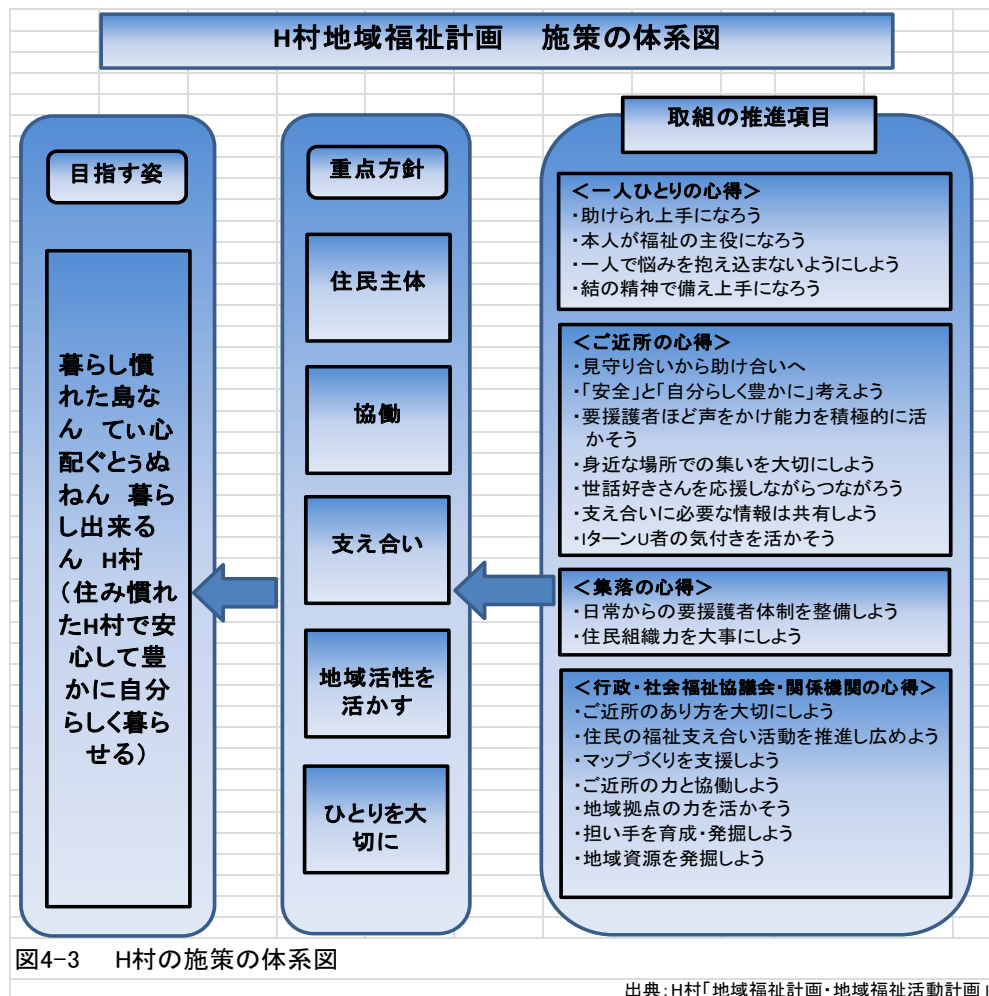 H村地域福祉計画　施策の体系図
目指す姿
暮らし慣
れた島な
ん　てぃ心
配ぐとぅぬ
ねん　暮ら
し出来る
ん　H村
（住み慣れ
たH村で安
心して豊
かに自分
らしく暮ら
せる）
重点方針
住民主体
協働
支え合い
地域活性を
活かす
ひとりを大
切に
取組の推進項目
＜一人ひとりの心得＞
・助けられ上手になろう
・本人が福祉の主役になろう
・一人で悩みを抱え込まないようにしよう
・結の精神で備え上手になろう
＜ご近所の心得＞
・見守り合いから助け合いへ
・「安全」と「自分らしく豊かに」考えよう
・要援護者ほど声をかけ能力を積極的に活
かそう
・身近な場所での集いを大切にしよう
・世話好きさんを応援しながらつながろう
・支え合いに必要な情報は共有しよう
・IターンU者の気付きを活かそう
＜集落の心得＞
・日常からの要援護者体制を整備しよう
・住民組織力を大事にしよう
＜行政・社会福祉協議会・関係機関の心得＞
・ご近所のあり方を大切にしよう
・住民の福祉支え合い活動を推進し広めよう
・マップづくりを支援しよう
・ご近所の力と協働しよう
・地域拠点の力を活かそう
・担い手を育成・発掘しよう
・地域資源を発掘しよう
図4-3　H村の施策の体系図
出典：H村「地域福祉計画・地域福祉活動計画」